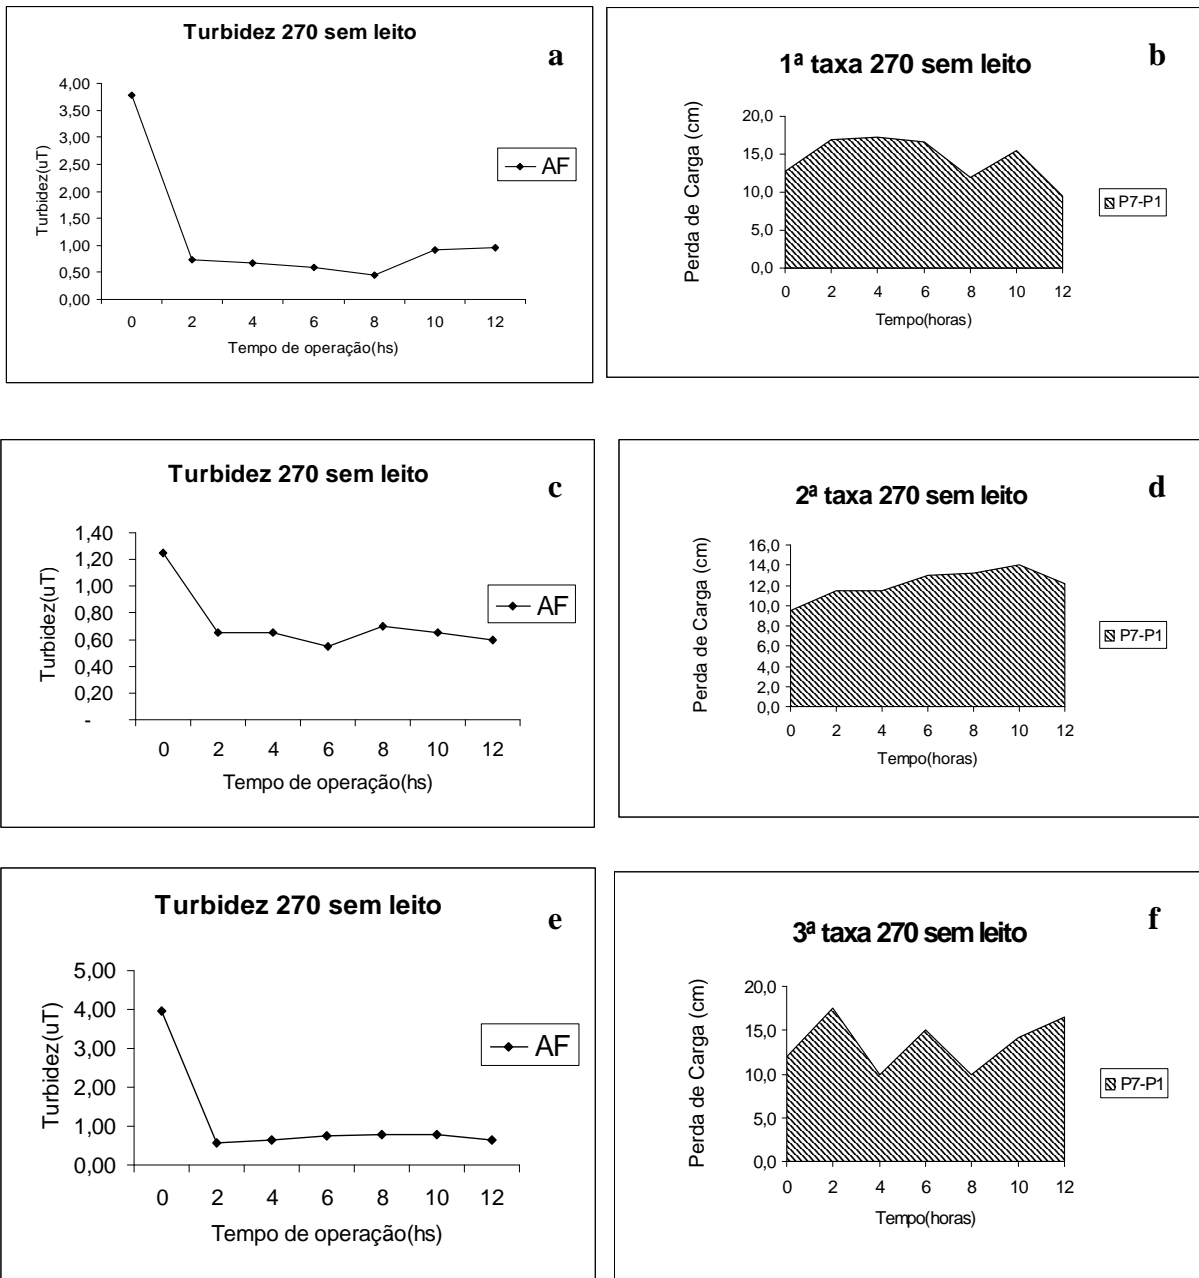 Turbidez 270 sem leito
a
4,00
3,50
3,00
2,50
2,00
1,50
1,00
0,50
0,00
Turbidez(uT)
0 2 4 6 8 10 12
Tempo de operação(hs)
AF
1ª taxa 270 sem leito
b
20,0
15,0
10,0
5,0
0,0
Perda de Carga (cm)
0 2 4 6 8 10 12
Tempo(horas)
P7-P1
Turbidez 270 sem leito
c
1,40
1,20
1,00
0,80
0,60
0,40
0,20
-
Turbidez(uT)
0 2 4 6 8 10 12
Tempo de operação(hs)
AF
2ª taxa 270 sem leito
d
16,0
14,0
12,0
10,0
8,0
6,0
4,0
2,0
0,0
Perda de Carga (cm)
0 2 4 6 8 10 12
Tempo(horas)
P7-P1
Turbidez 270 sem leito
e
5,00
4,00
3,00
2,00
1,00
0,00
Turbidez(uT)
0 2 4 6 8 10 12
Tempo de operação(hs)
AF
3ª taxa 270 sem leito
f
20,0
15,0
10,0
5,0
0,0
Perda de Carga (cm)
0 2 4 6 8 10 12
Tempo(horas)
P7-P1